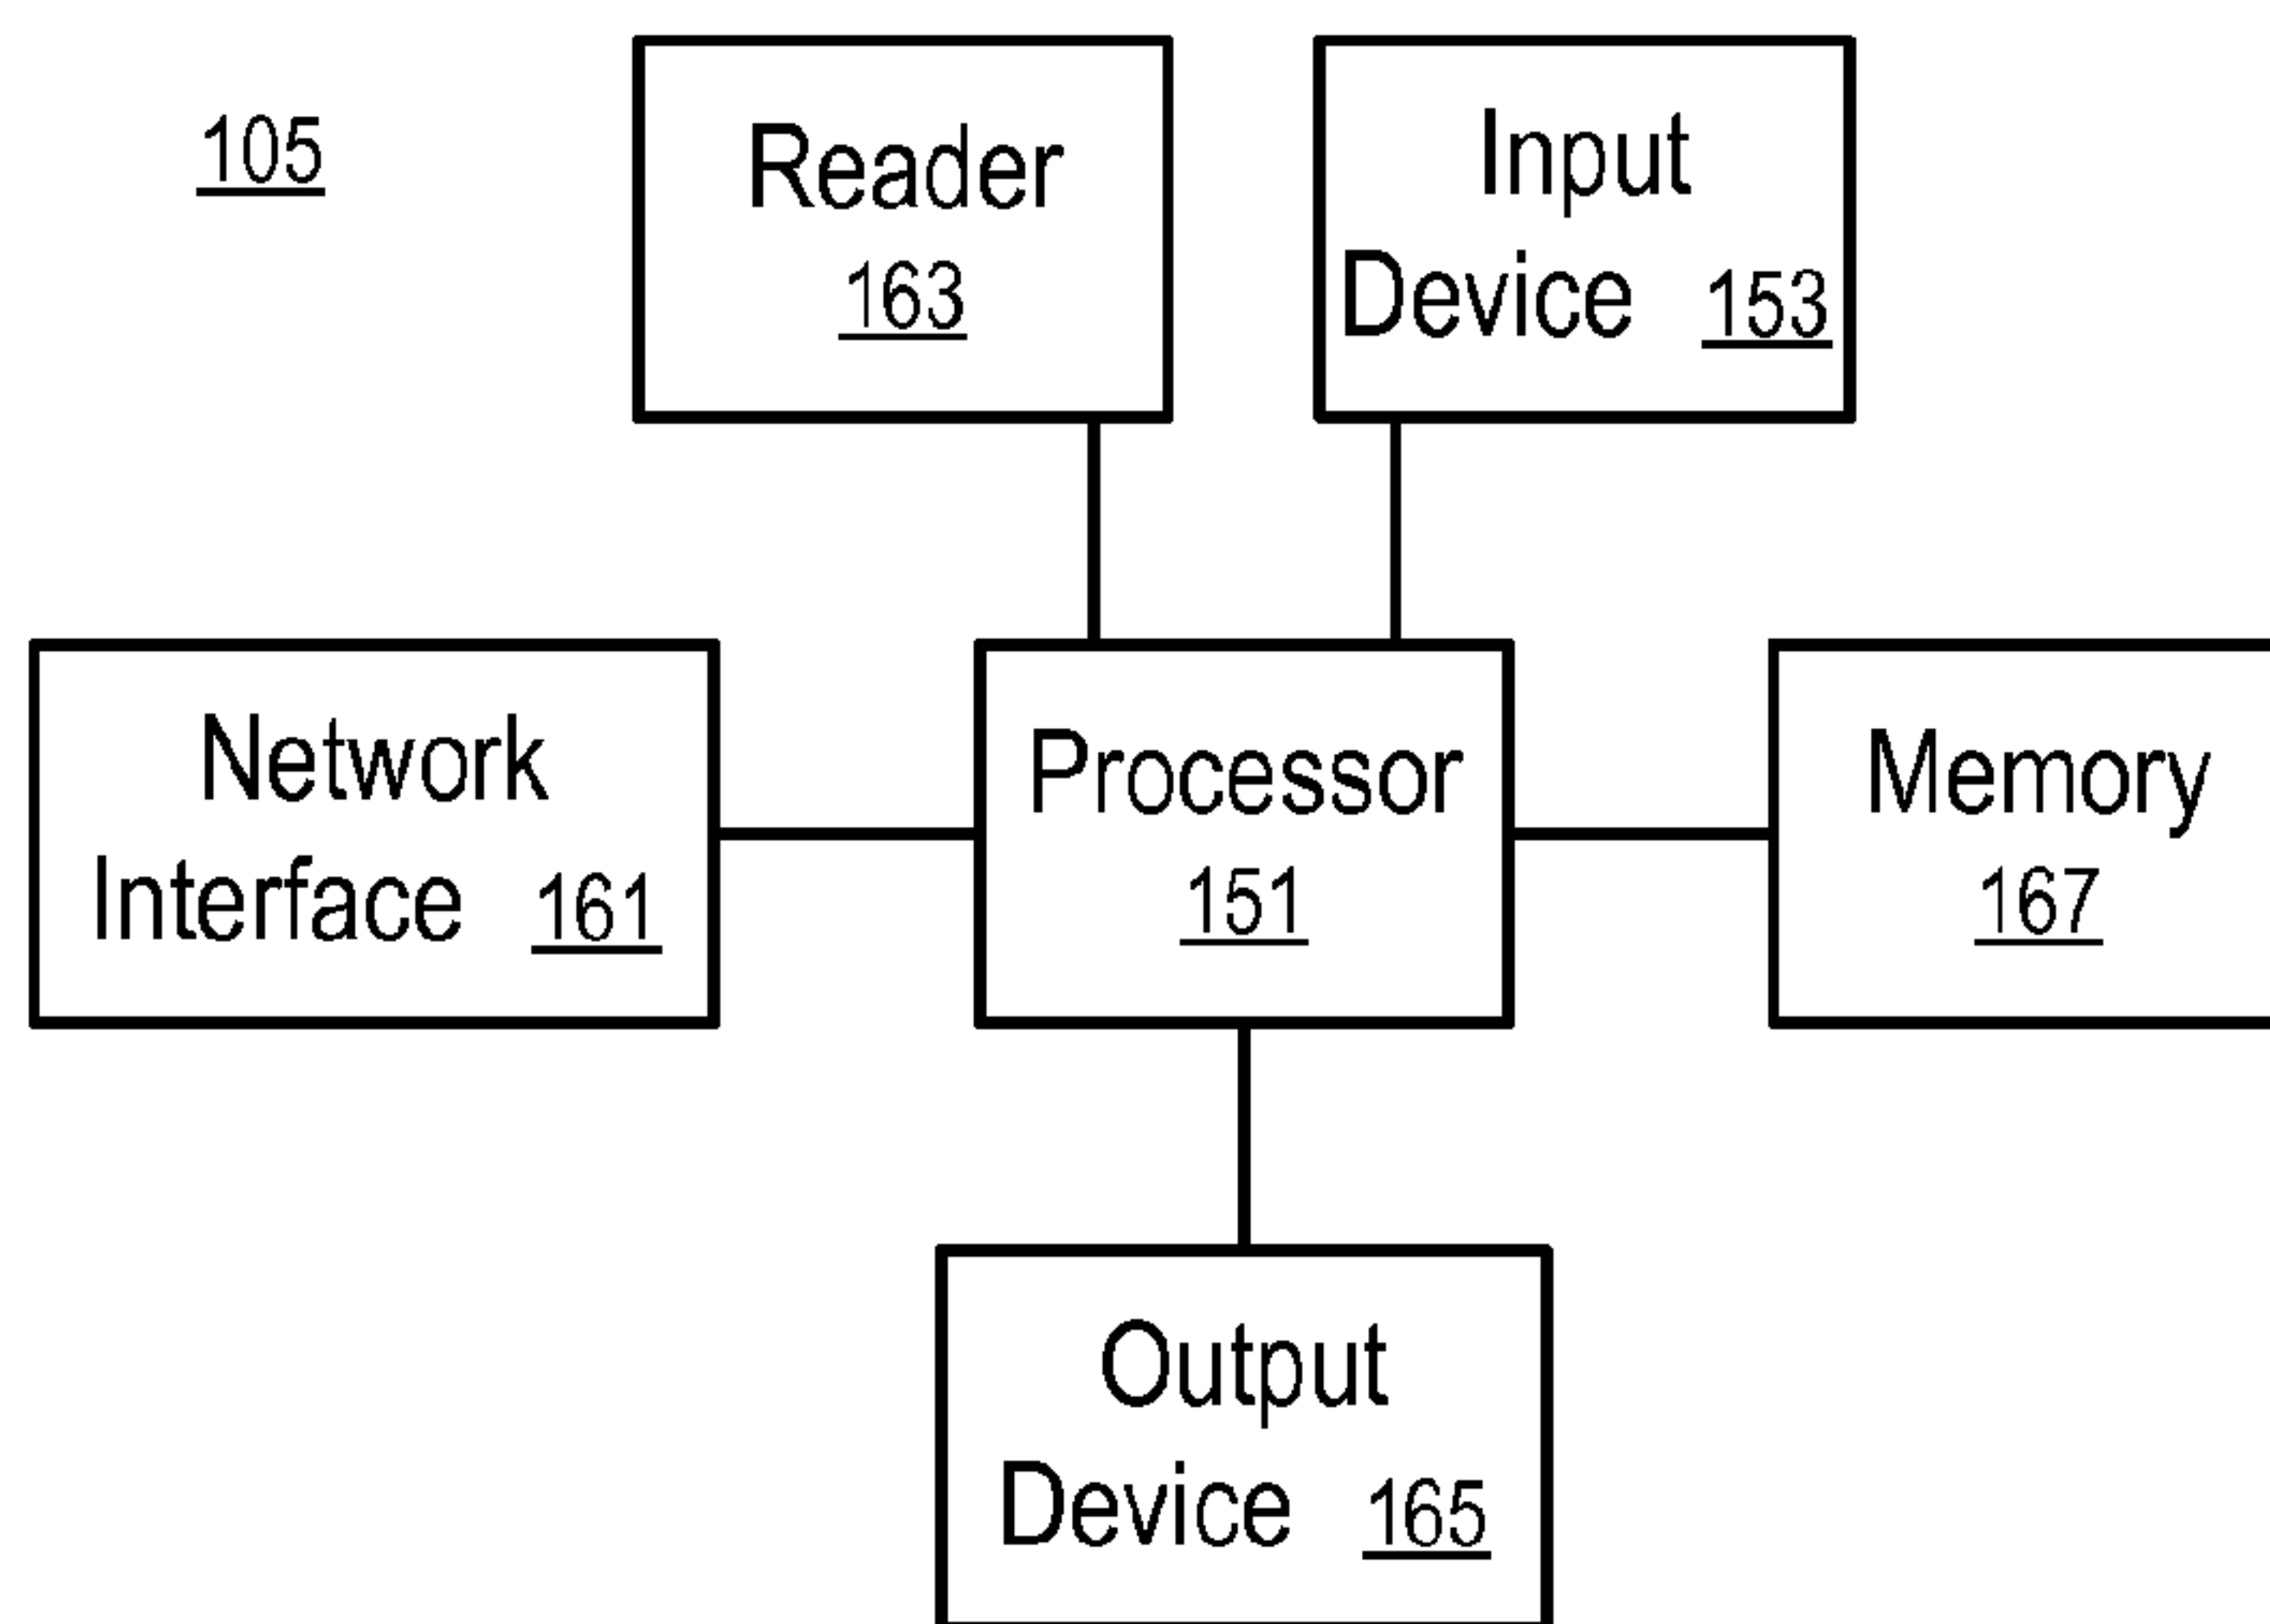 105
Reader
163
Input
Device 153
Network
Interface 161
Processor
151
Memory
167
Output
Device 165